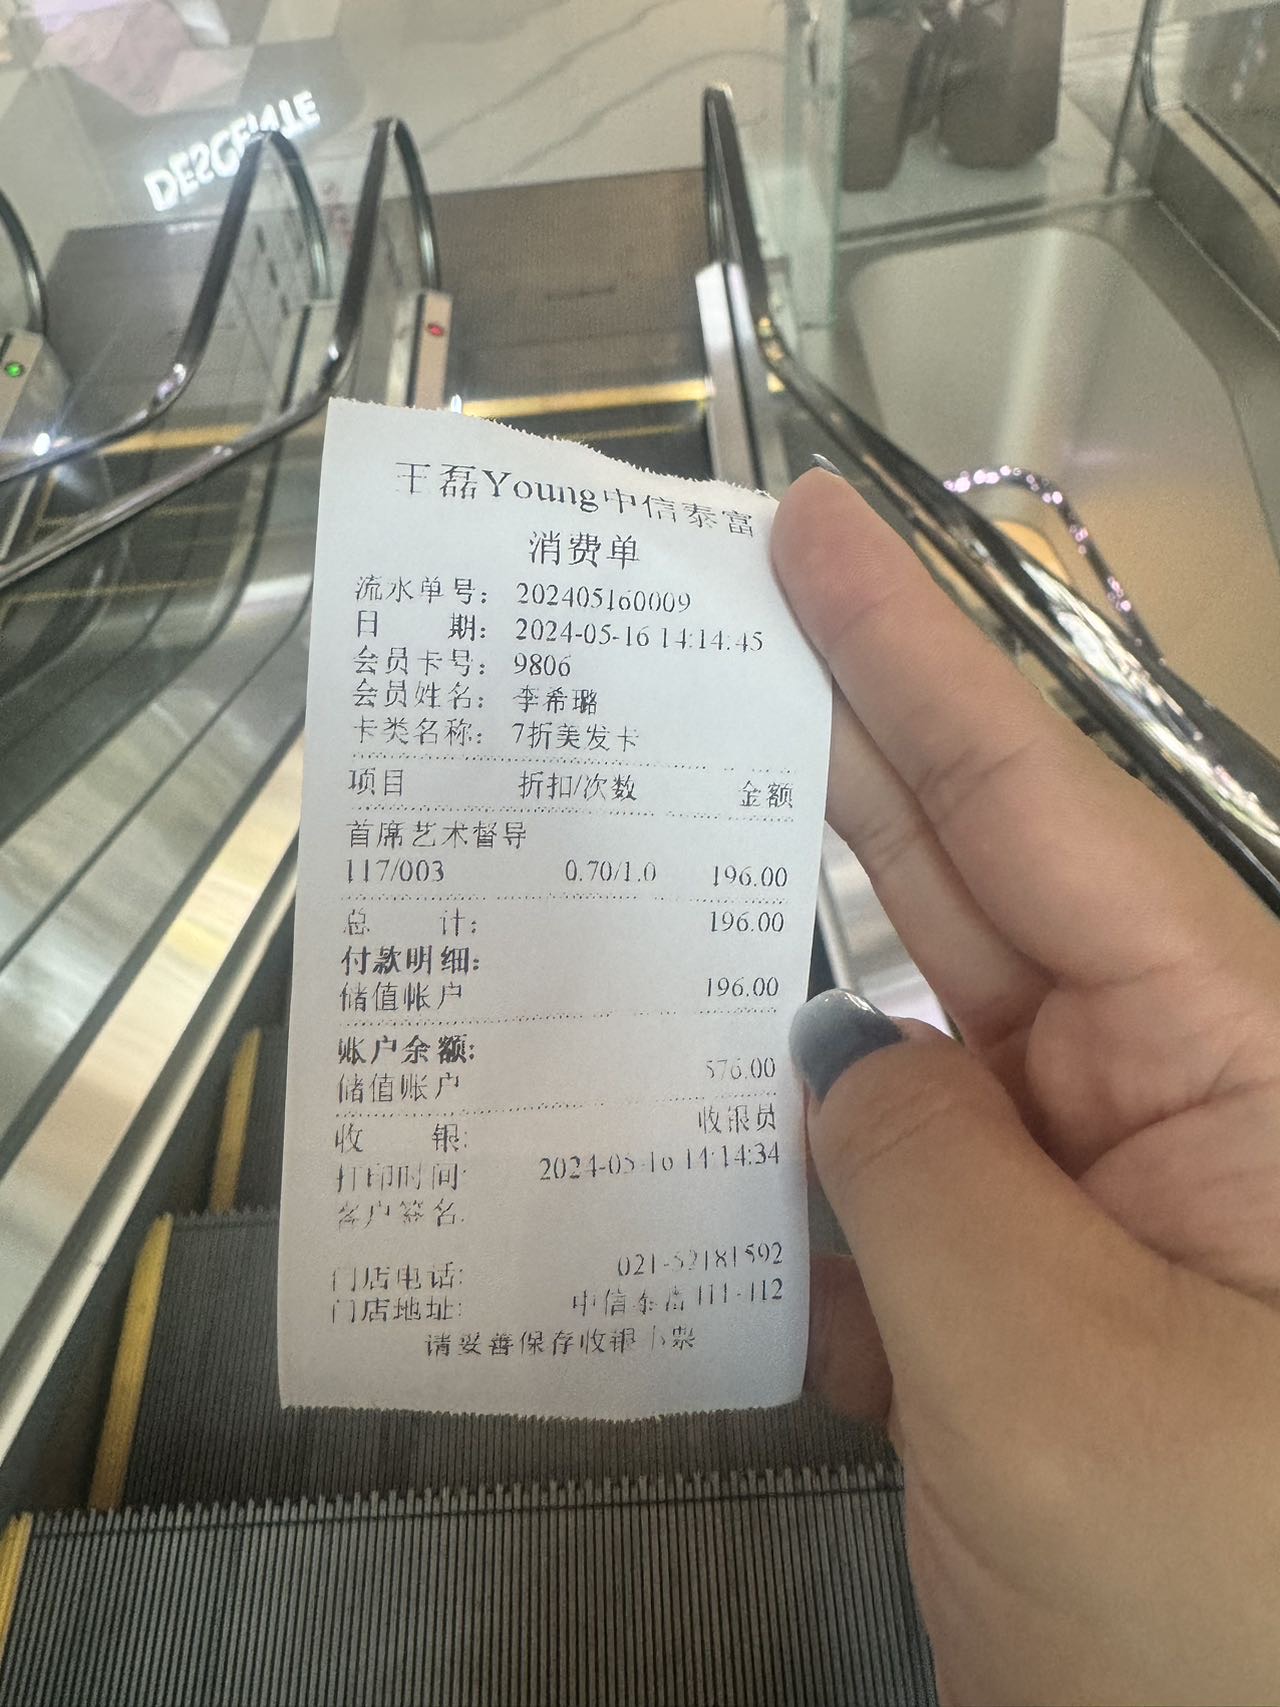 王磊Young中信泰富
消费单
流水单号： 202405160009
日 期： 2024-05-16 14:14:45
会员卡号： 9806
会员姓名： 李希璐
卡类名称： 7折美发卡
项目 折扣/次数 金额
首席艺术督导
117/003 0.70/1.0 196.00
总 计： 196.00
付款明细：
储值帐户 196.00
账户余额：
储值账户 576.00
收 银： 收银员
打印时间： 2024-05-16 14:14:34
客户签名：
门店电话： 021-52181592
门店地址： 中信泰富111-112
请妥善保存收银小票